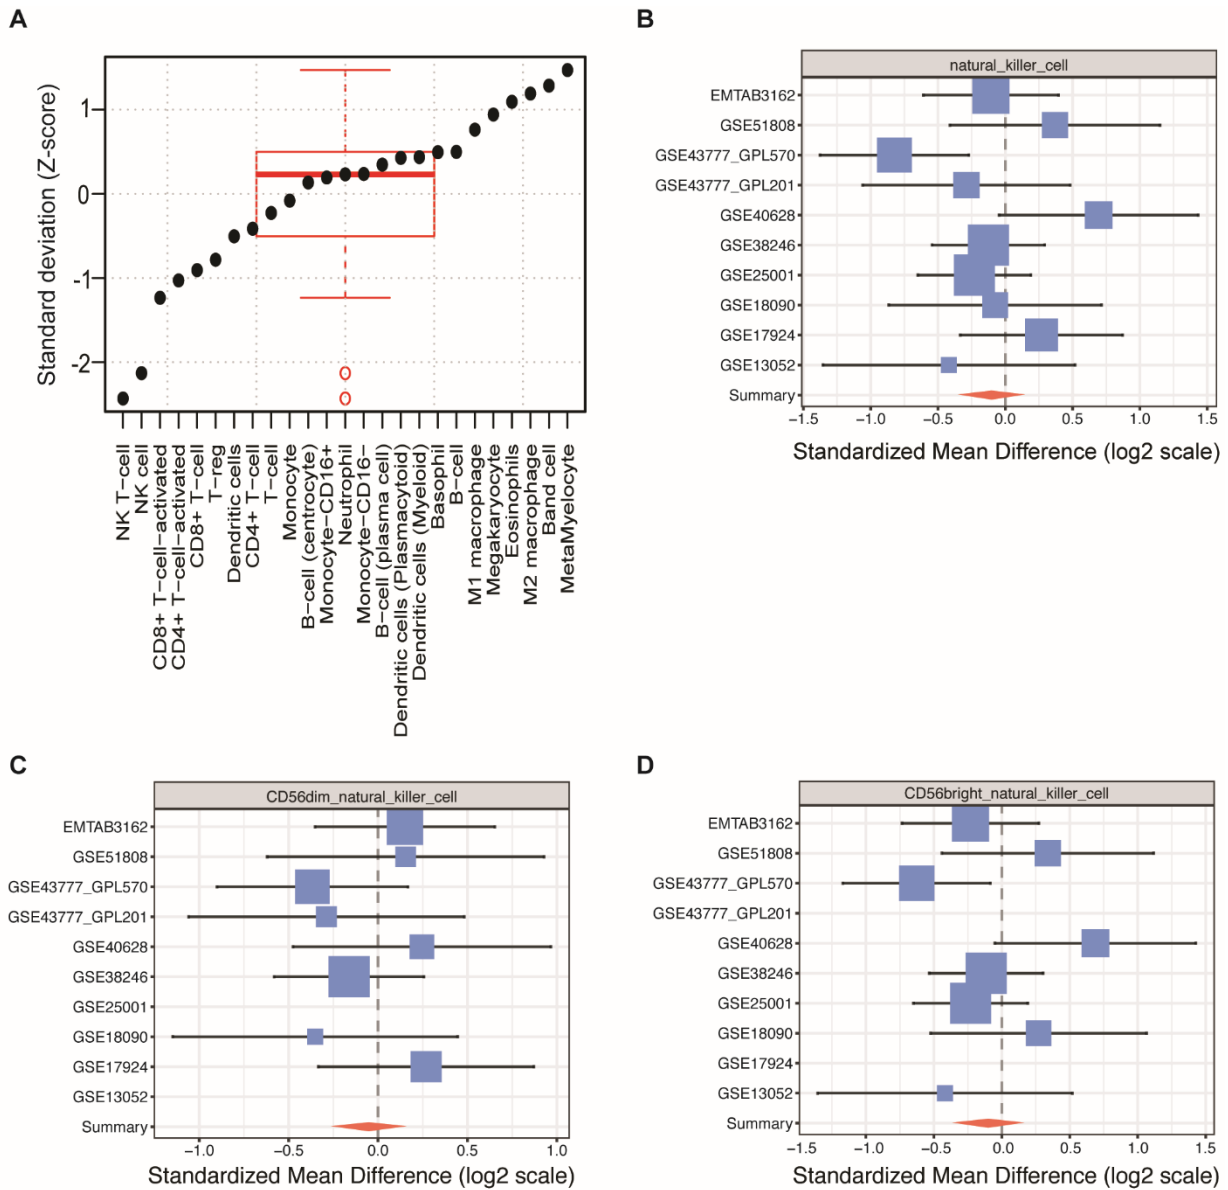 A
Standard deviation (Z-score)
1
0
-1
-2
NK T-cell
NK cell
CD8+ T-cell-activated
CD4+ T-cell-activated
CD8+ T-cell
T-reg
Dendritic cells
CD4+ T-cell
T-cell
Monocyte
B-cell (centrocyte)
Monocyte-CD16+
Neutrophil
Monocyte-CD16-
B-cell (plasma cell)
Dendritic cells (Plasmacytoid)
Dendritic cells (Myeloid)
Basophil
B-cell
M1 macrophage
Megakaryocyte
Eosinophils
M2 macrophage
Band cell
MetaMyelocyte
B
natural_killer_cell
EMTAB3162
GSE51808
GSE43777_GPL570
GSE43777_GPL201
GSE40628
GSE38246
GSE25001
GSE18090
GSE17924
GSE13052
Summary
-1.5 -1.0 -0.5 0.0 0.5 1.0 1.5
Standardized Mean Difference (log2 scale)
C
CD56dim_natural_killer_cell
EMTAB3162
GSE51808
GSE43777_GPL570
GSE43777_GPL201
GSE40628
GSE38246
GSE25001
GSE18090
GSE17924
GSE13052
Summary
-1.0 -0.5 0.0 0.5 1.0
Standardized Mean Difference (log2 scale)
D
CD56bright_natural_killer_cell
EMTAB3162
GSE51808
GSE43777_GPL570
GSE43777_GPL201
GSE40628
GSE38246
GSE25001
GSE18090
GSE17924
GSE13052
Summary
-1.5 -1.0 -0.5 0.0 0.5 1.0 1.5
Standardized Mean Difference (log2 scale)